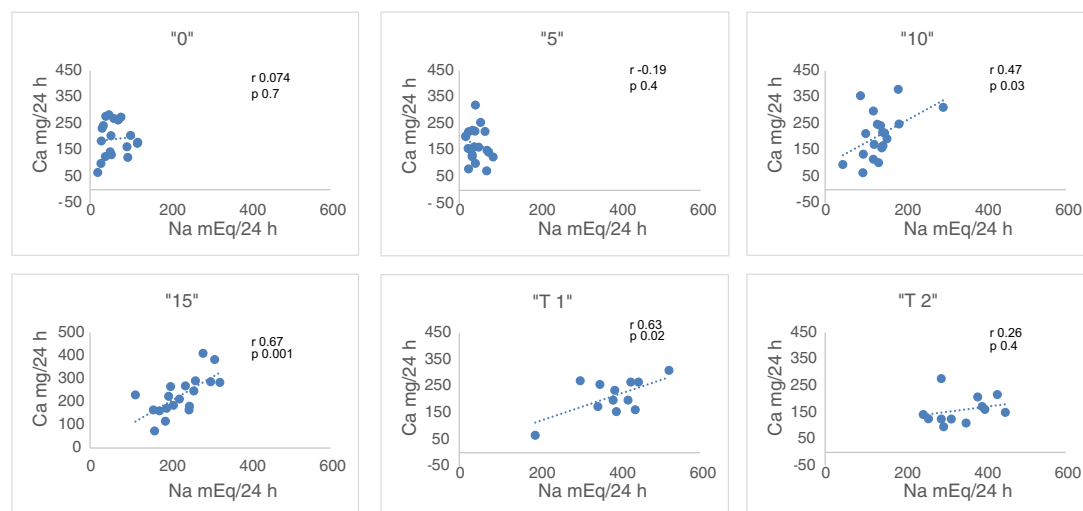 "0"
r 0.074
p 0.7
Ca mg/24 h
450
350
250
150
50
-50
0
200
400
600
Na mEq/24 h
"5"
r -0.19
p 0.4
Ca mg/24 h
450
350
250
150
50
- 50
0
200
400
600
Na mEq/24 h
"10"
r 0.47
p 0.03
Ca mg/24 h
450
350
250
150
50
- 50
0
200
400
600
Na mEq/24 h
"15"
r 0.67
p 0.001
Ca mg/24 h
500
400
300
200
100
0
0
200
400
600
Na mEq/24 h
"T 1"
r 0.63
p 0.02
Ca mg/24 h
450
350
250
150
50
-50
0
200
400
600
Na mEq/24 h
"T 2"
r 0.26
p 0.4
Ca mg/24 h
450
350
250
150
50
-50
0
200
400
600
Na mEq/24 h